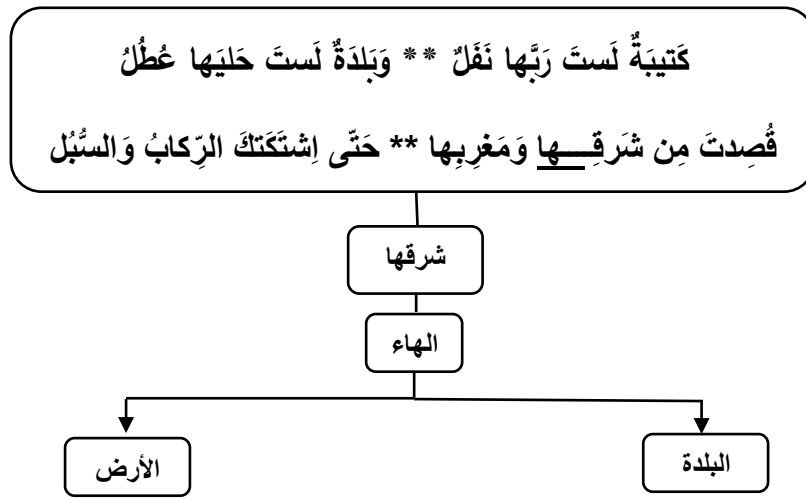 كَتيبَةٌ لَستَ رَبَّها نَفَلٌ ** وَبَلدَةٌ لَستَ حَليَها عُطُلُ
قُصِدتَ مِن شَرقِـــها وَمَغرِبِها ** حَتّى اِشتَكَتكَ الرِّكابُ وَالسُّبُل
شرقها
الهاء
البلدة
الأرض